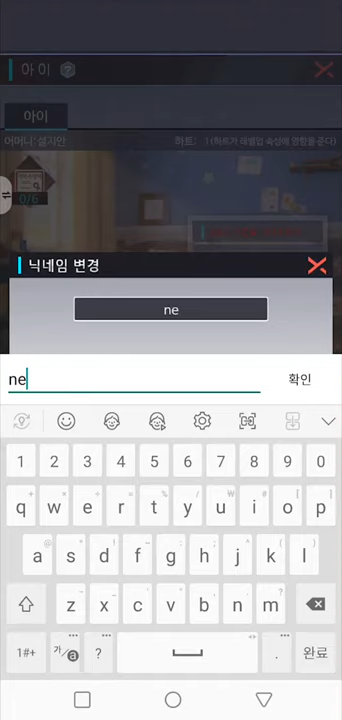 아이 ?
아이
어머니: 설지만 하트: 1 (하트가 레벨업 속성에 영향을 준다)
0/6
닉네임 변경
ne
ne 확인
1 2 3 4 5 6 7 8 9 0
q w e r t y u i o p
a s d f g h j k l
z x c v b n m
1#+ 가/a ? . 완료